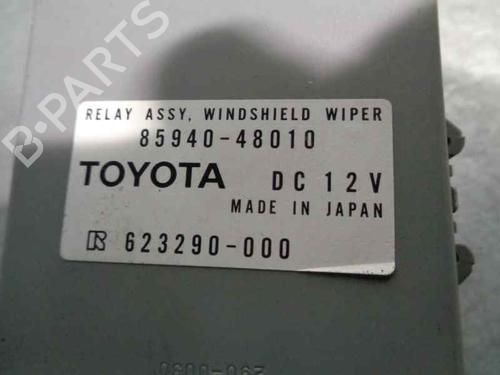 B-PARTS
RELAY ASSY, WINDSHIELD WIPER
85940-48010
TOYOTA DC 12V
MADE IN JAPAN
R 623290-000